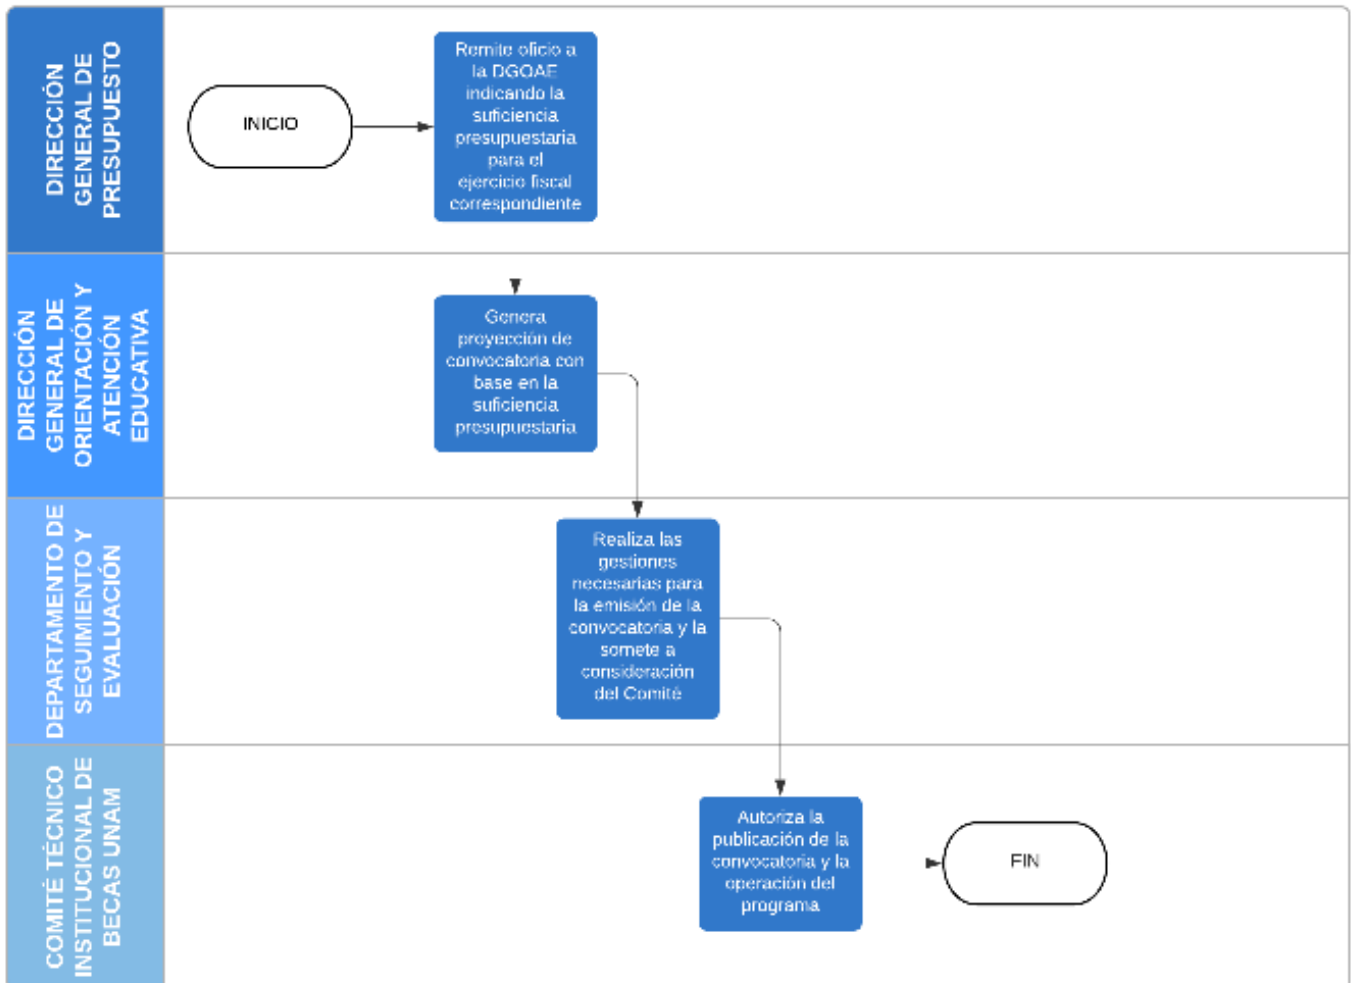 DIRECCIÓN
GENERAL DE
PRESUPUESTO
INICIO
Remite oficio a
la DGOAE
indicando la
suficiencia
presupuestaria
para el
ejercicio fiscal
correspondiente
DIRECCIÓN
GENERAL DE
ORIENTACIÓN Y
ATENCIÓN
EDUCATIVA
Genera
proyección de
convocatoria con
base en la
suficiencia
presupuestaria
DEPARTAMENTO DE
SEGUIMIENTO Y
EVALUACIÓN
Realiza las
gestiones
necesarias para
la emisión de la
convocatoria y la
somete a
consideración
del Comité
COMITÉ TÉCNICO
INSTITUCIONAL DE
BECAS UNAM
Autoriza la
publicación de la
convocatoria y la
operación del
programa
FIN